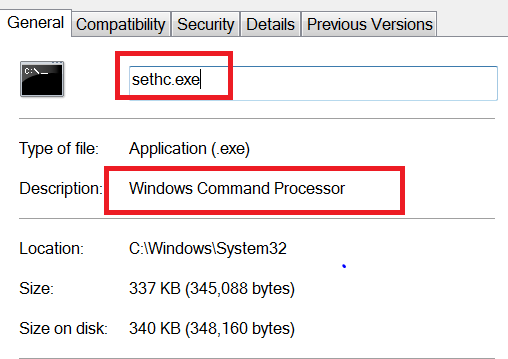 General Compatibility Security Details Previous Versions
C:\_
sethc.exe
Type of file: Application (.exe)
Description: Windows Command Processor
Location: C:\Windows\System32
Size: 337 KB (345,088 bytes)
Size on disk: 340 KB (348,160 bytes)